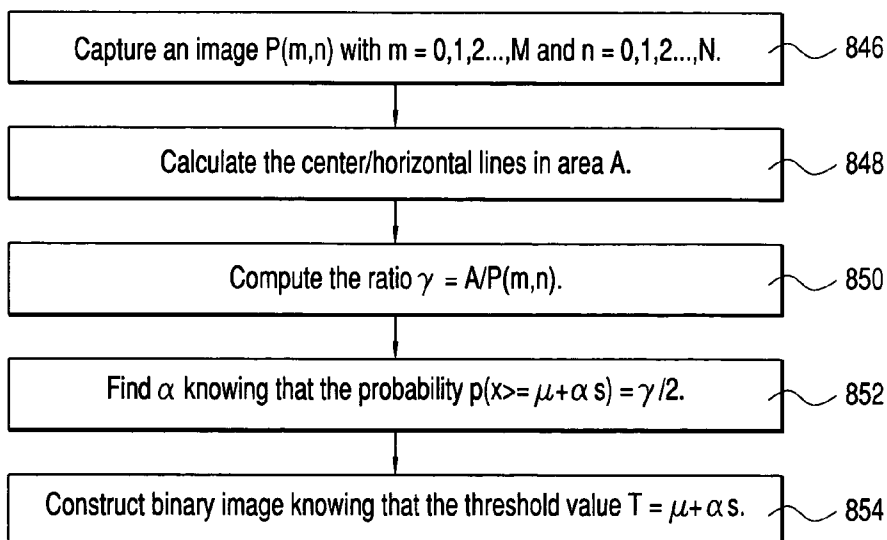 Capture an image P(m,n) with m = 0,1,2...,M and n = 0,1,2...,N.
846
Calculate the center/horizontal lines in area A.
848
Compute the ratio γ = A/P(m,n).
850
Find α knowing that the probability p(x>= μ+α s) = γ/2.
852
Construct binary image knowing that the threshold value T = μ+α s.
854